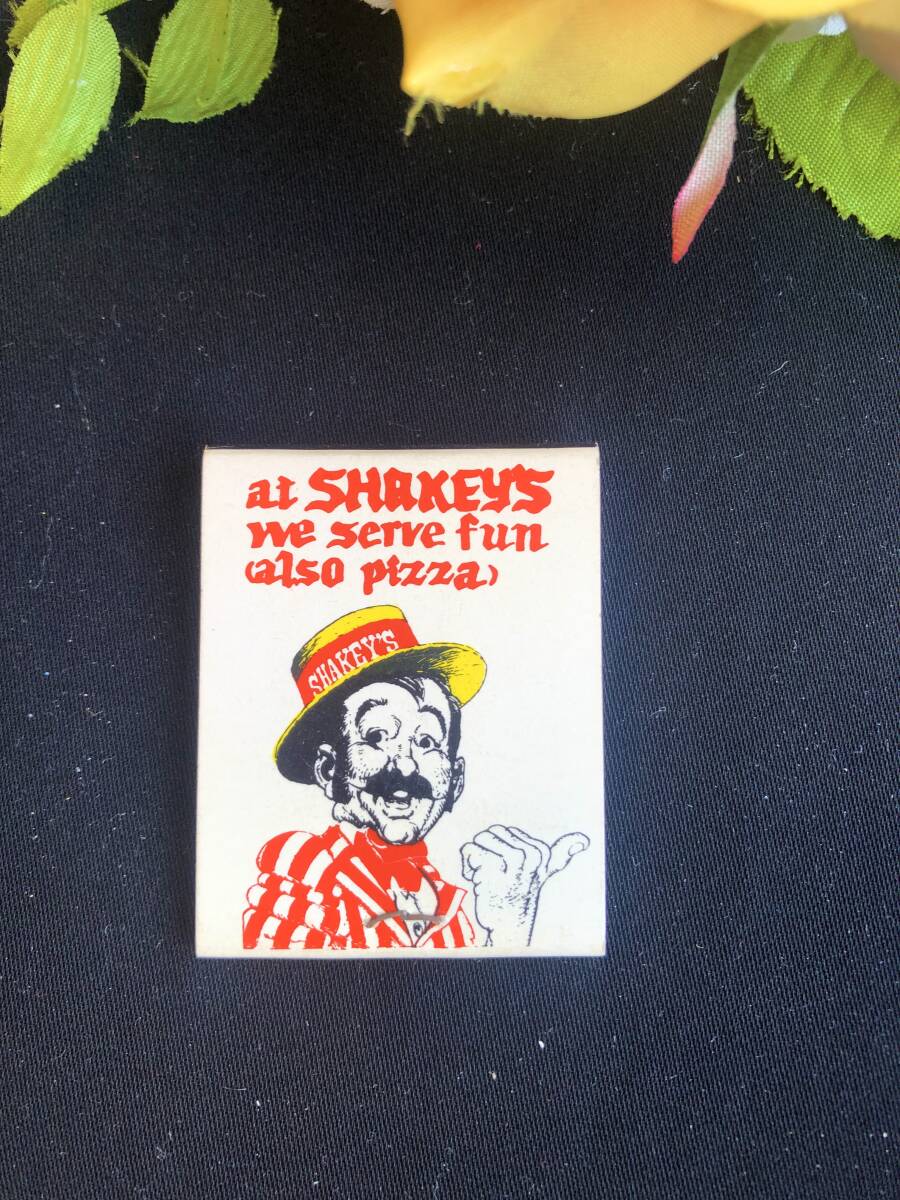 at SHAKEY'S
we serve fun
(also pizza)
SHAKEY'S